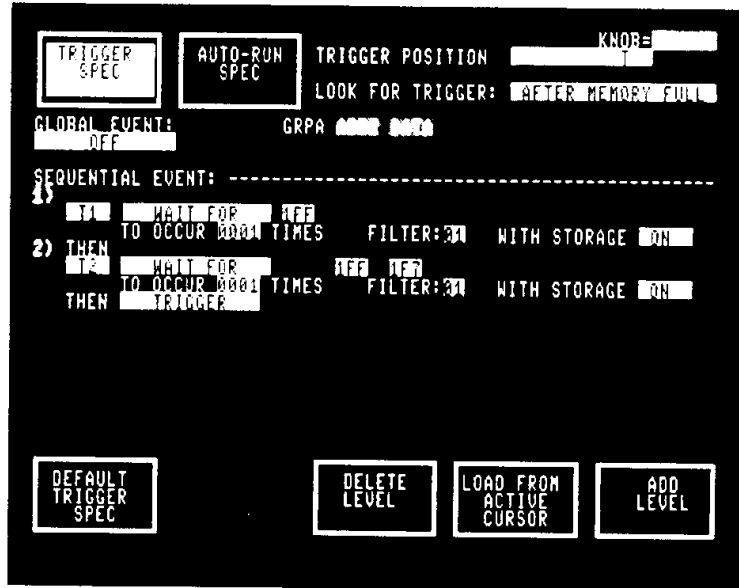 KNOB=
TRIGGER SPEC
AUTO-RUN SPEC
TRIGGER POSITION T
LOOK FOR TRIGGER: AFTER MEMORY FULL
GLOBAL EVENT: GRPA ADDR DATA
OFF
SEQUENTIAL EVENT:
1)
T1 WAIT FOR 1FF
TO OCCUR 0001 TIMES FILTER:01 WITH STORAGE ON
2) THEN
T2 WAIT FOR 1FF 1F7
TO OCCUR 0001 TIMES FILTER:01 WITH STORAGE ON
THEN TRIGGER
DEFAULT TRIGGER SPEC
DELETE LEVEL
LOAD FROM ACTIVE CURSOR
ADD LEVEL